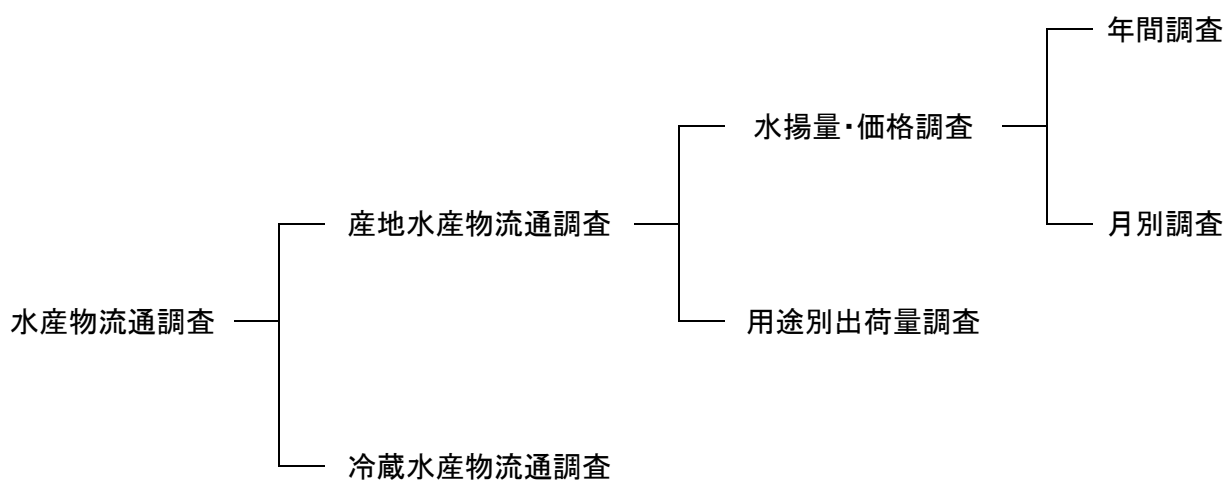 年間調査
水揚量・価格調査
産地水産物流通調査
月別調査
水産物流通調査
用途別出荷量調査
冷蔵水産物流通調査